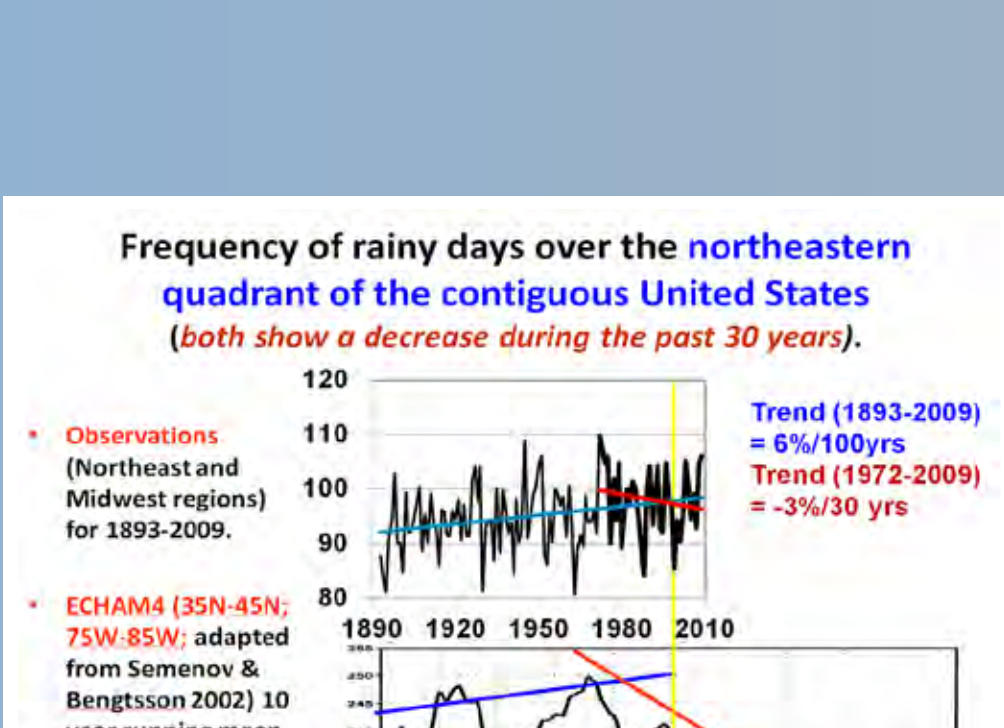 Frequency of rainy days over the northeastern
quadrant of the contiguous United States
(both show a decrease during the past 30 years).
120
110
100
90
80
1890 1920 1950 1980 2010
Trend (1893-2009)
= 6%/100yrs
Trend (1972-2009)
= -3%/30 yrs
• Observations
(Northeast and
Midwest regions)
for 1893-2009.
• ECHAM4 (35N-45N;
75W-85W; adapted
from Semenov &
Bengtsson 2002) 10
250
245